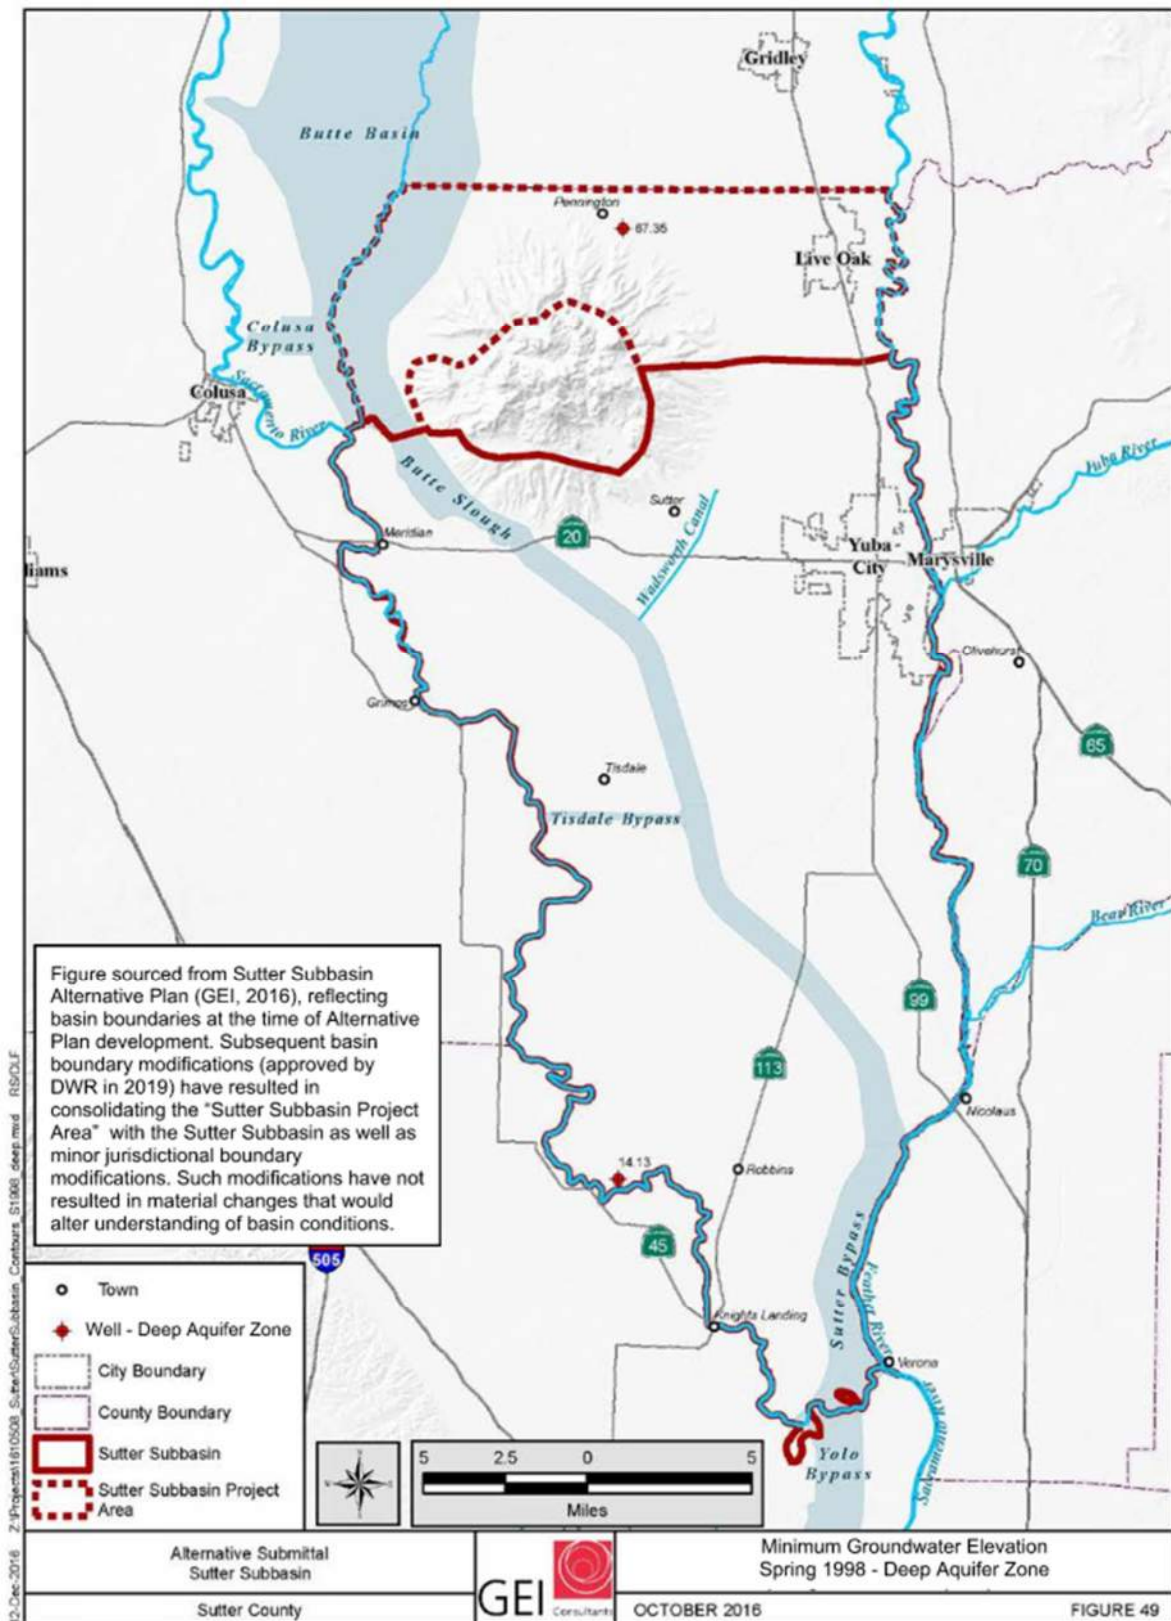 Gridley
Butte Basin
Pennington
67.35
Live Oak
Colusa
Bypass
Colusa
Sacramento River
Butte Slough
Sutter
Wadsworth Canal
Yuba River
20
Meridian
Yuba
City
Marysville
liams
Olivehurst
Grimes
65
Tisdale
Tisdale Bypass
70
Bear River
99
Figure sourced from Sutter Subbasin
Alternative Plan (GEI, 2016), reflecting
basin boundaries at the time of Alternative
Plan development. Subsequent basin
boundary modifications (approved by
DWR in 2019) have resulted in
consolidating the "Sutter Subbasin Project
Area" with the Sutter Subbasin as well as
minor jurisdictional boundary
modifications. Such modifications have not
resulted in material changes that would
alter understanding of basin conditions.
113
Nicolaus
14.13
Robbins
45
505
Sutter Bypass
Feather River
Knights Landing
Verona
Sacramento River
Yolo
Bypass
Town
Well - Deep Aquifer Zone
City Boundary
County Boundary
Sutter Subbasin
Sutter Subbasin Project
Area
5 2.5 0 5
Miles
Alternative Submittal
Sutter Subbasin
Sutter County
GEI
Consultants
Minimum Groundwater Elevation
Spring 1998 - Deep Aquifer Zone
OCTOBER 2016
FIGURE 49
12-Dec-2016